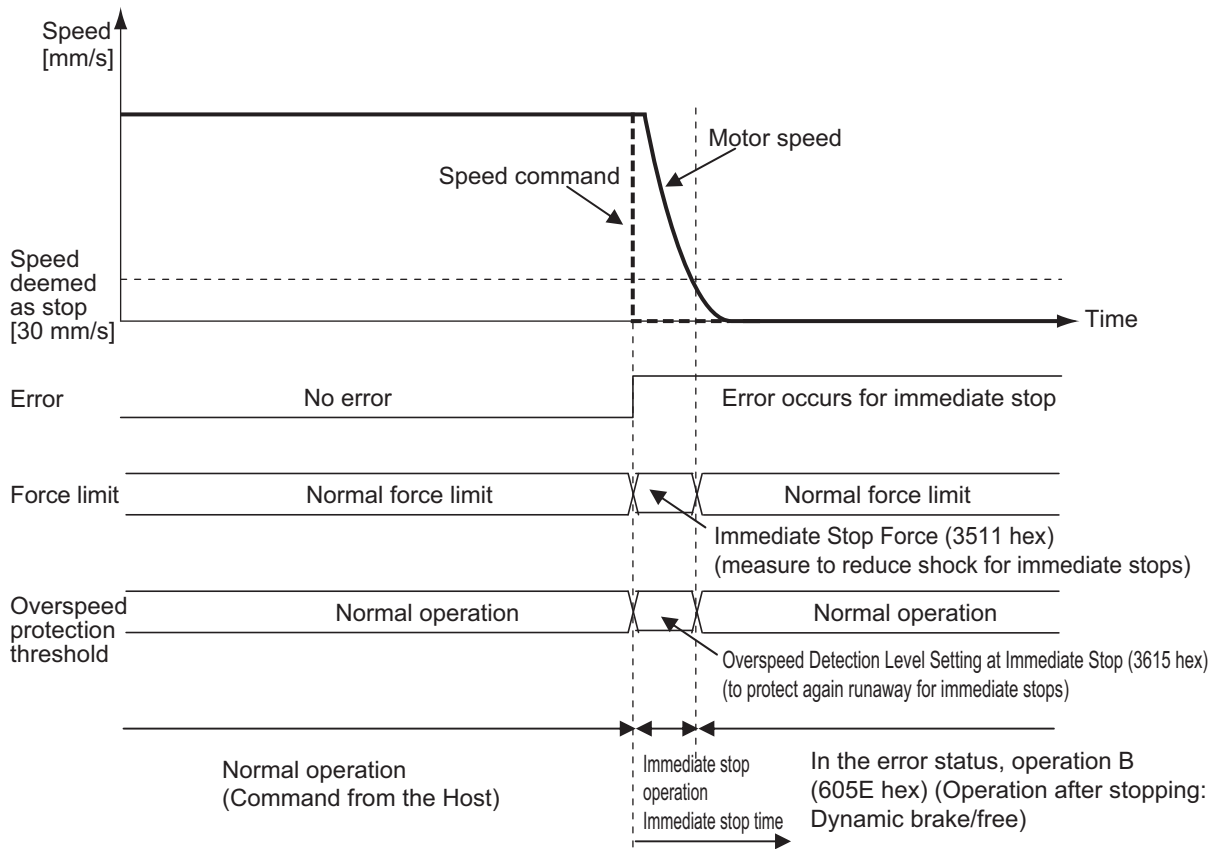 Speed
[mm/s]
Motor speed
Speed command
Speed
deemed
as stop
[30 mm/s]
Time
Error
No error
Error occurs for immediate stop
Force limit
Normal force limit
Normal force limit
Immediate Stop Force (3511 hex)
(measure to reduce shock for immediate stops)
Overspeed
protection
threshold
Normal operation
Normal operation
Overspeed Detection Level Setting at Immediate Stop (3615 hex)
(to protect again runaway for immediate stops)
Normal operation
(Command from the Host)
Immediate stop
operation
Immediate stop time
In the error status, operation B
(605E hex) (Operation after stopping:
Dynamic brake/free)